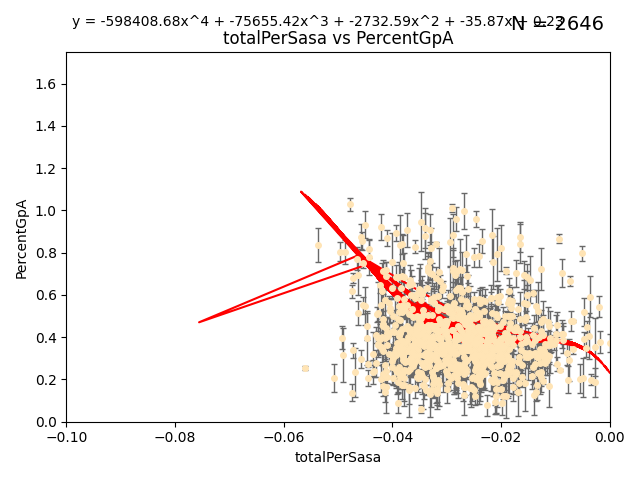 y = -598408.68x^4 + -75655.42x^3 + -2732.59x^2 + -35.87x + 0.23
N = 2646
totalPerSasa vs PercentGpA
1.6
1.4
1.2
1.0
0.8
0.6
0.4
0.2
0.0
PercentGpA
−0.10 −0.08 −0.06 −0.04 −0.02 0.00
totalPerSasa